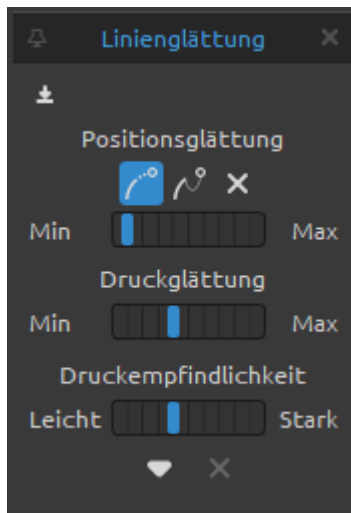 Linienglättung
Positionsglättung
Min Max
Druckglättung
Min Max
Druckempfindlichkeit
Leicht Stark